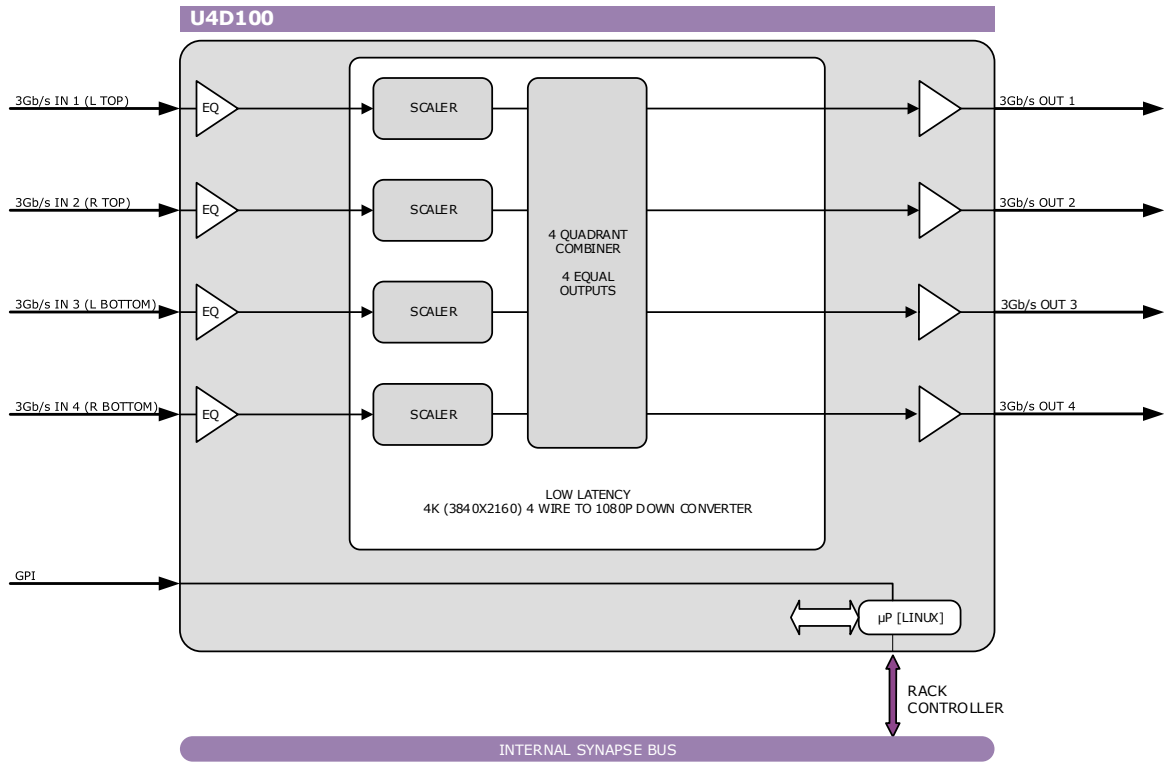 U4D100
3Gb/s IN 1 (L TOP)
EQ
SCALER
3Gb/s OUT 1
3Gb/s IN 2 (R TOP)
EQ
SCALER
3Gb/s OUT 2
4 QUADRANT
COMBINER
4 EQUAL
OUTPUTS
3Gb/s IN 3 (L BOTTOM)
EQ
SCALER
3Gb/s OUT 3
3Gb/s IN 4 (R BOTTOM)
EQ
SCALER
3Gb/s OUT 4
LOW LATENCY
4K (3840X2160) 4 WIRE TO 1080P DOWN CONVERTER
GPI
µP [LINUX]
RACK
CONTROLLER
INTERNAL SYNAPSE BUS